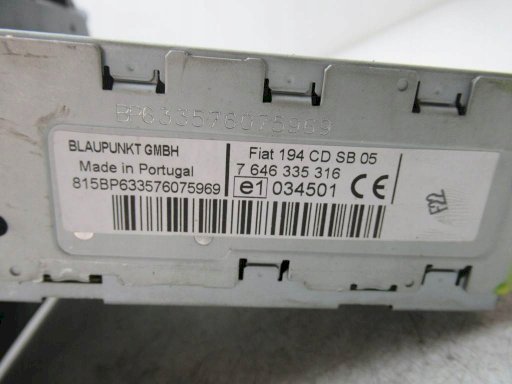 BP633576075969
BLAUPUNKT GMBH
Made in Portugal
815BP633576075969
Fiat 194 CD SB 05
7 646 335 316
e1 034501 CE
F22